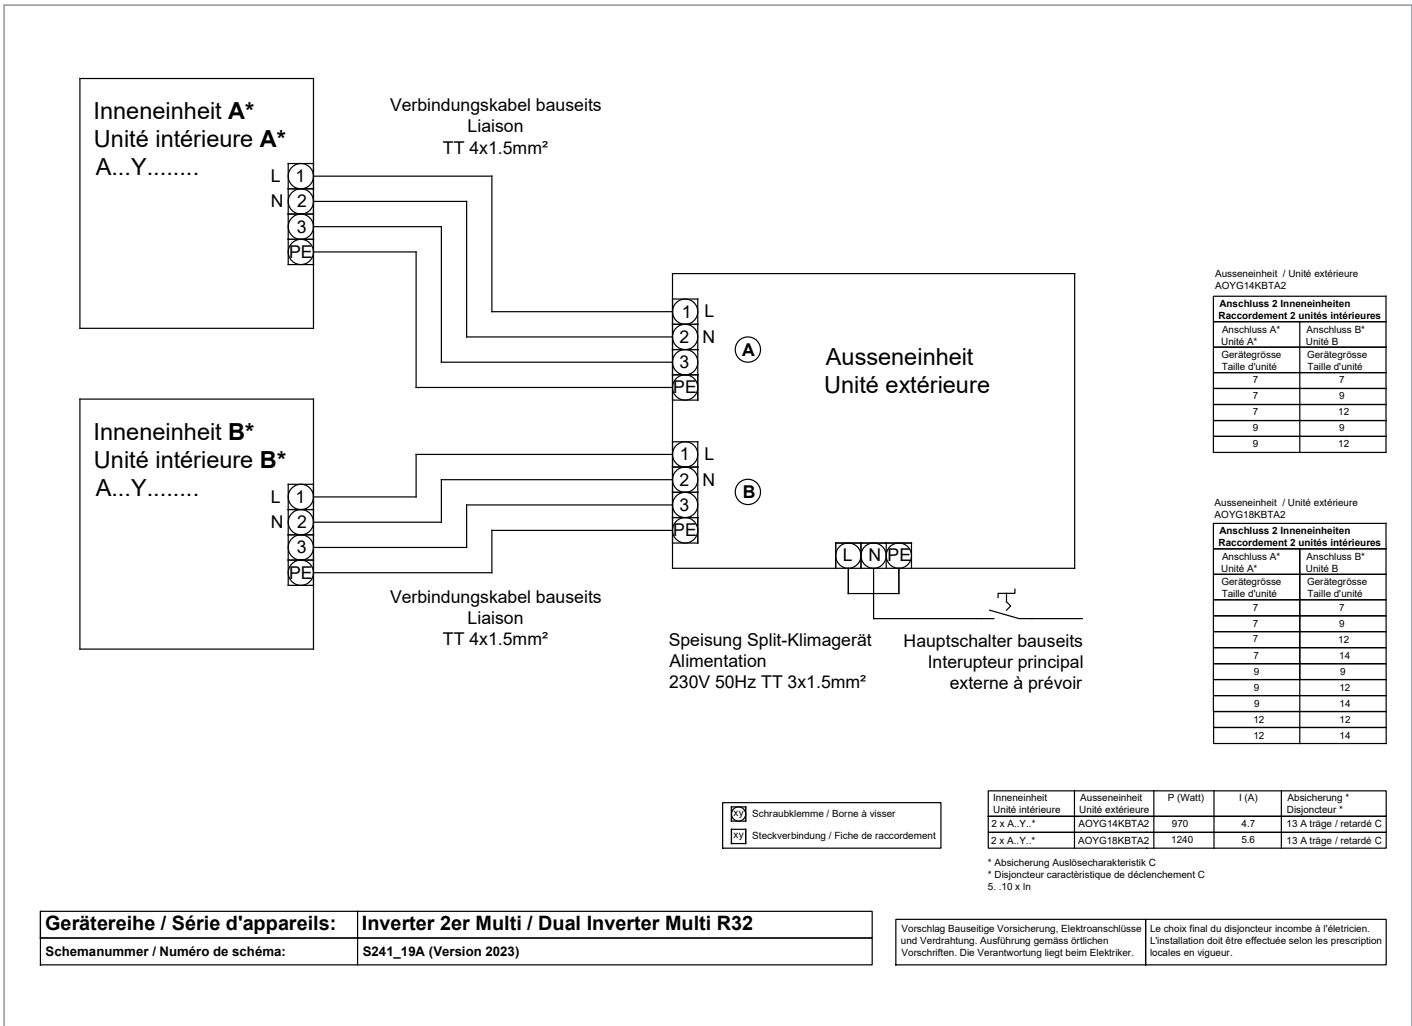 Inneneinheit A*
Unité intérieure A*
A...Y........
L 1
N 2
3
PE
Verbindungskabel bauseits
Liaison
TT 4x1.5mm²
Inneneinheit B*
Unité intérieure B*
A...Y........
L 1
N 2
3
PE
Verbindungskabel bauseits
Liaison
TT 4x1.5mm²
1 L
2 N
3
PE
A
Ausseneinheit
Unité extérieure
1 L
2 N
3
PE
B
L N PE
Speisung Split-Klimagerät
Alimentation
230V 50Hz TT 3x1.5mm²
Hauptschalter bauseits
Interupteur principal
externe à prévoir
Ausseneinheit / Unité extérieure
AOYG14KBTA2
Anschluss 2 Inneneinheiten
Raccordement 2 unités intérieures
Anschluss A* Anschluss B*
Unité A* Unité B
Gerätegrösse Gerätegrösse
Taille d'unité Taille d'unité
7 7
7 9
7 12
9 9
9 12
Ausseneinheit / Unité extérieure
AOYG18KBTA2
Anschluss 2 Inneneinheiten
Raccordement 2 unités intérieures
Anschluss A* Anschluss B*
Unité A* Unité B
Gerätegrösse Gerätegrösse
Taille d'unité Taille d'unité
7 7
7 9
7 12
7 14
9 9
9 12
9 14
12 12
12 14
xy Schraubklemme / Borne à visser
xy Steckverbindung / Fiche de raccordement
Inneneinheit Ausseneinheit P (Watt) I (A) Absicherung *
Unité intérieure Unité extérieure Disjoncteur *
2 x A..Y..* AOYG14KBTA2 970 4.7 13 A träge / retardé C
2 x A..Y..* AOYG18KBTA2 1240 5.6 13 A träge / retardé C
* Absicherung Auslösecharakteristik C
* Disjoncteur caractèristique de déclenchement C
5. .10 x In
Gerätereihe / Série d'appareils: Inverter 2er Multi / Dual Inverter Multi R32
Schemanummer / Numéro de schéma: S241_19A (Version 2023)
Vorschlag Bauseitige Vorsicherung, Elektroanschlüsse
und Verdrahtung. Ausführung gemäss örtlichen
Vorschriften. Die Verantwortung liegt beim Elektriker.
Le choix final du disjoncteur incombe à l'életricien.
L'installation doit être effectuée selon les prescription
locales en vigueur.